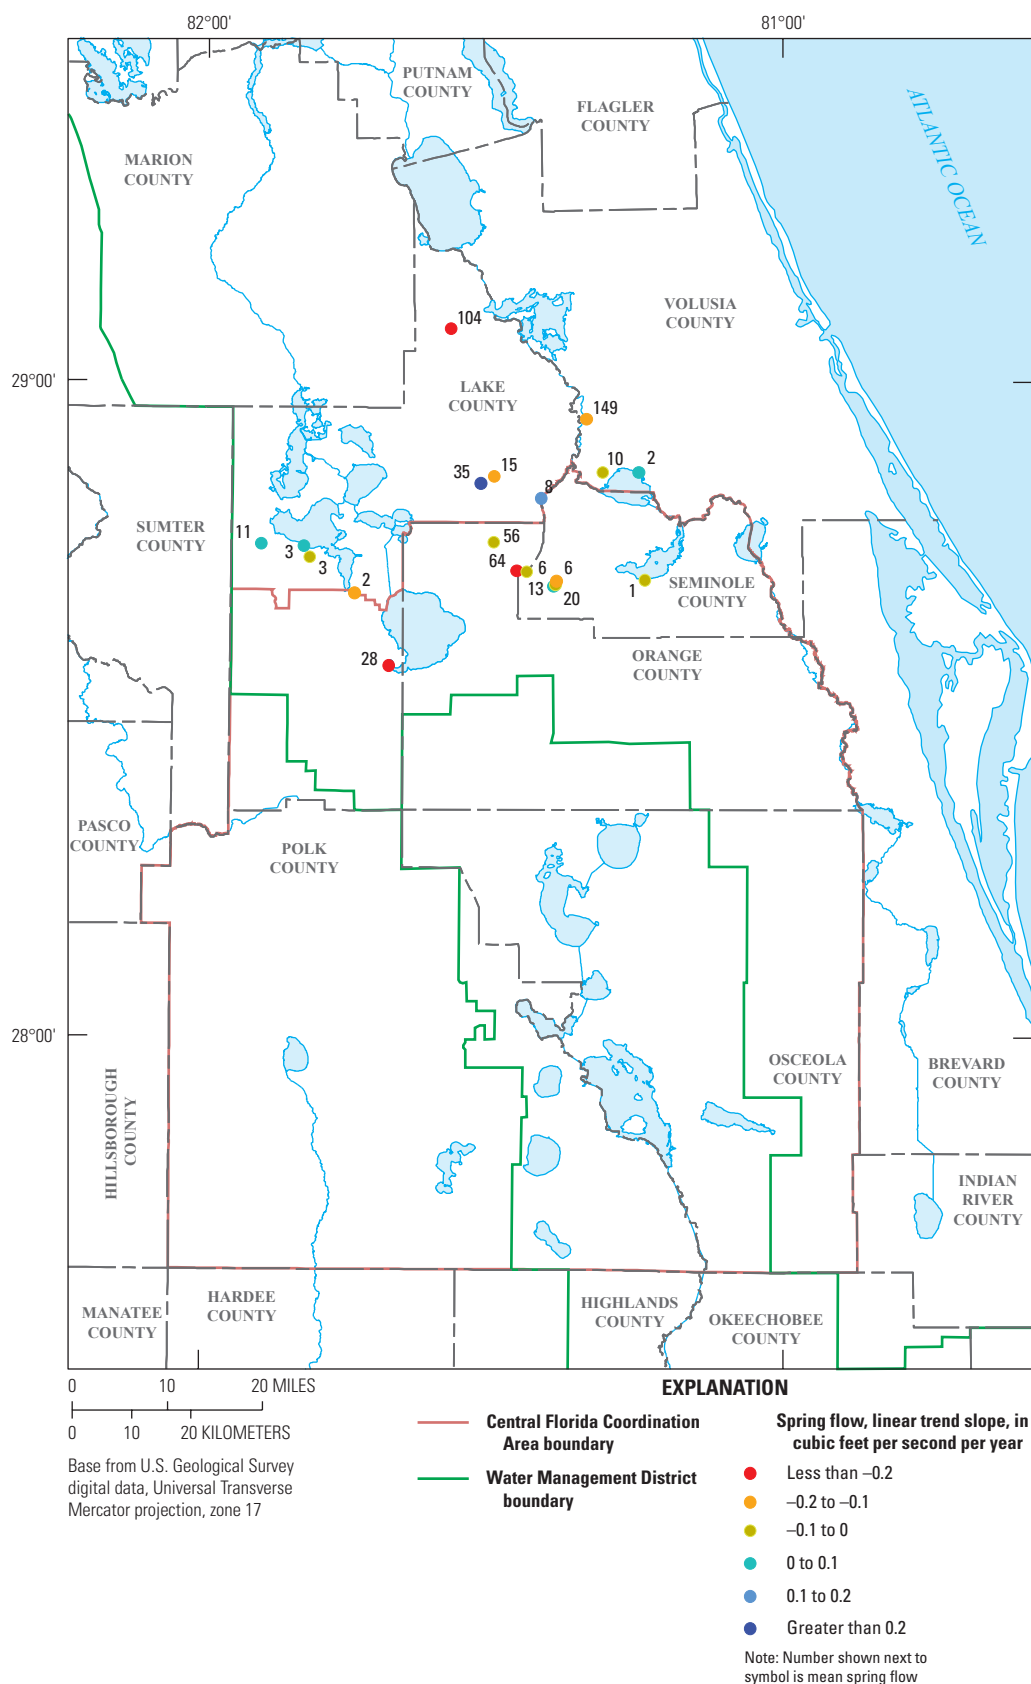 82°00'
81°00'
PUTNAM
COUNTY
FLAGLER
COUNTY
ATLANTIC OCEAN
MARION
COUNTY
VOLUSIA
COUNTY
104
29°00'
LAKE
COUNTY
149
15
10
2
35
8
SUMTER
COUNTY
11
3
3
56
64
6
6
13
20
2
1
SEMINOLE
COUNTY
28
ORANGE
COUNTY
PASCO
COUNTY
POLK
COUNTY
28°00'
OSCEOLA
COUNTY
BREVARD
COUNTY
HILLSBOROUGH
COUNTY
INDIAN
RIVER
COUNTY
MANATEE
COUNTY
HARDEE
COUNTY
HIGHLANDS
COUNTY
OKEECHOBEE
COUNTY
0 10 20 MILES
0 10 20 KILOMETERS
Base from U.S. Geological Survey
digital data, Universal Transverse
Mercator projection, zone 17
EXPLANATION
Central Florida Coordination
Area boundary
Water Management District
boundary
Spring flow, linear trend slope, in
cubic feet per second per year
Less than –0.2
–0.2 to –0.1
–0.1 to 0
0 to 0.1
0.1 to 0.2
Greater than 0.2
Note: Number shown next to
symbol is mean spring flow